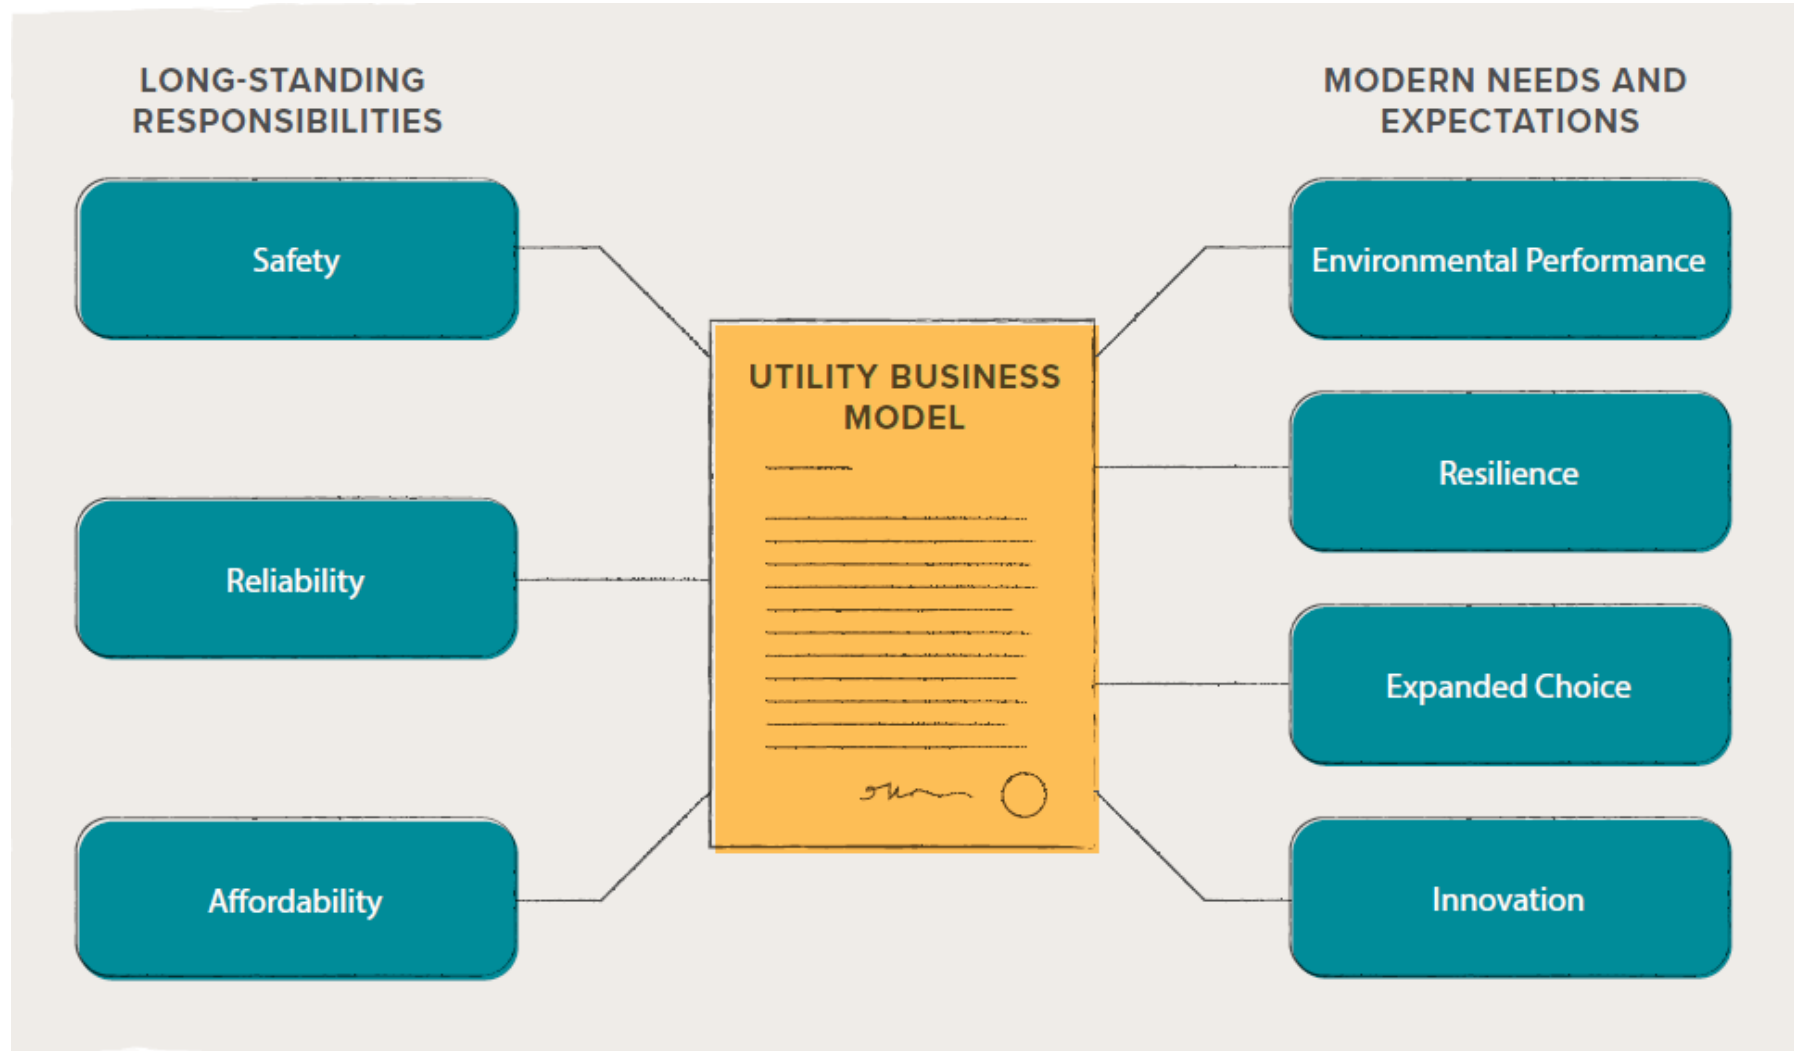 LONG-STANDING
RESPONSIBILITIES
Safety
Reliability
Affordability
UTILITY BUSINESS
MODEL
MODERN NEEDS AND
EXPECTATIONS
Environmental Performance
Resilience
Expanded Choice
Innovation